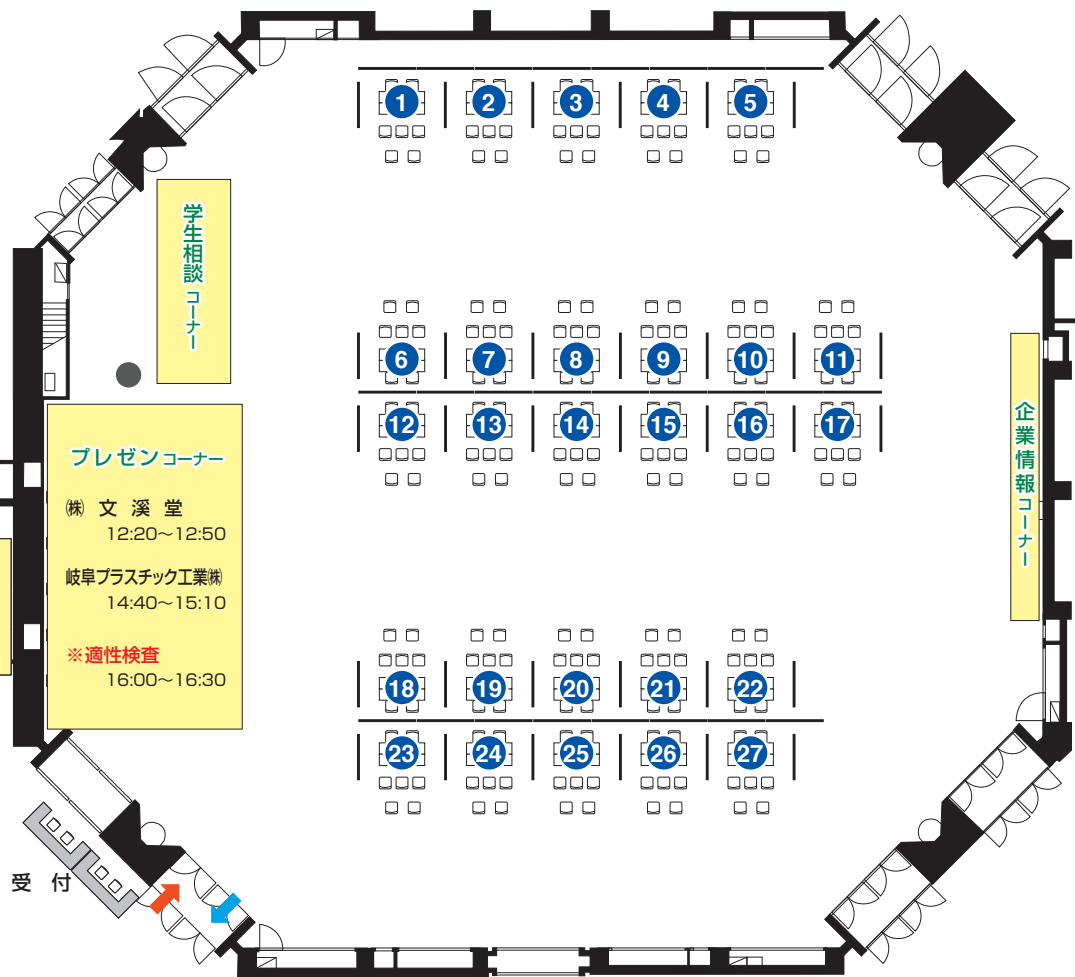 1 2 3 4 5
学生相談コーナー
6 7 8 9 10 11
12 13 14 15 16 17
企業情報コーナー
プレゼンコーナー
㈱ 文 溪 堂
12:20～12:50
岐阜プラスチック工業㈱
14:40～15:10
※適性検査
16:00～16:30
18 19 20 21 22
23 24 25 26 27
受 付